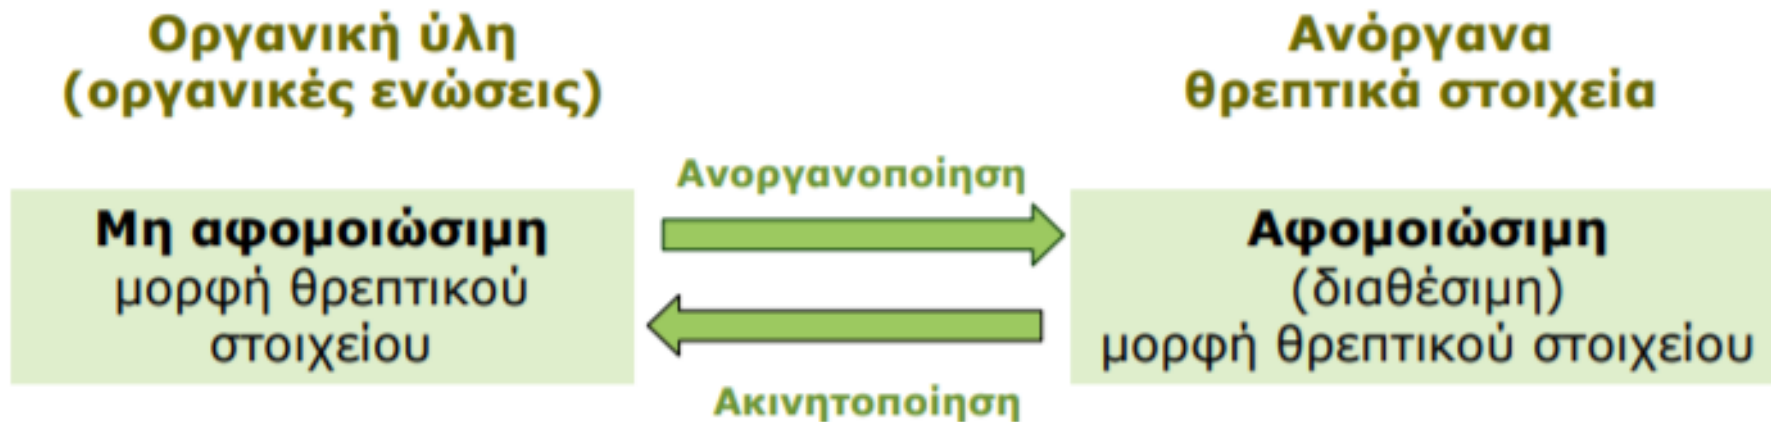 Οργανική ύλη
(οργανικές ενώσεις)
Ανόργανα
θρεπτικά στοιχεία
Ανοργανοποίηση
Μη αφομοιώσιμη
μορφή θρεπτικού
στοιχείου
Αφομοιώσιμη
(διαθέσιμη)
μορφή θρεπτικού στοιχείου
Ακινητοποίηση